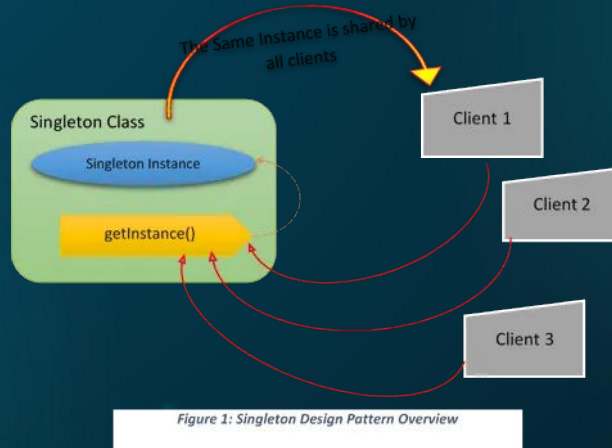 The Same Instance is shared by
all clients
Singleton Class
Singleton Instance
getInstance()
Client 1
Client 2
Client 3
Figure 1: Singleton Design Pattern Overview